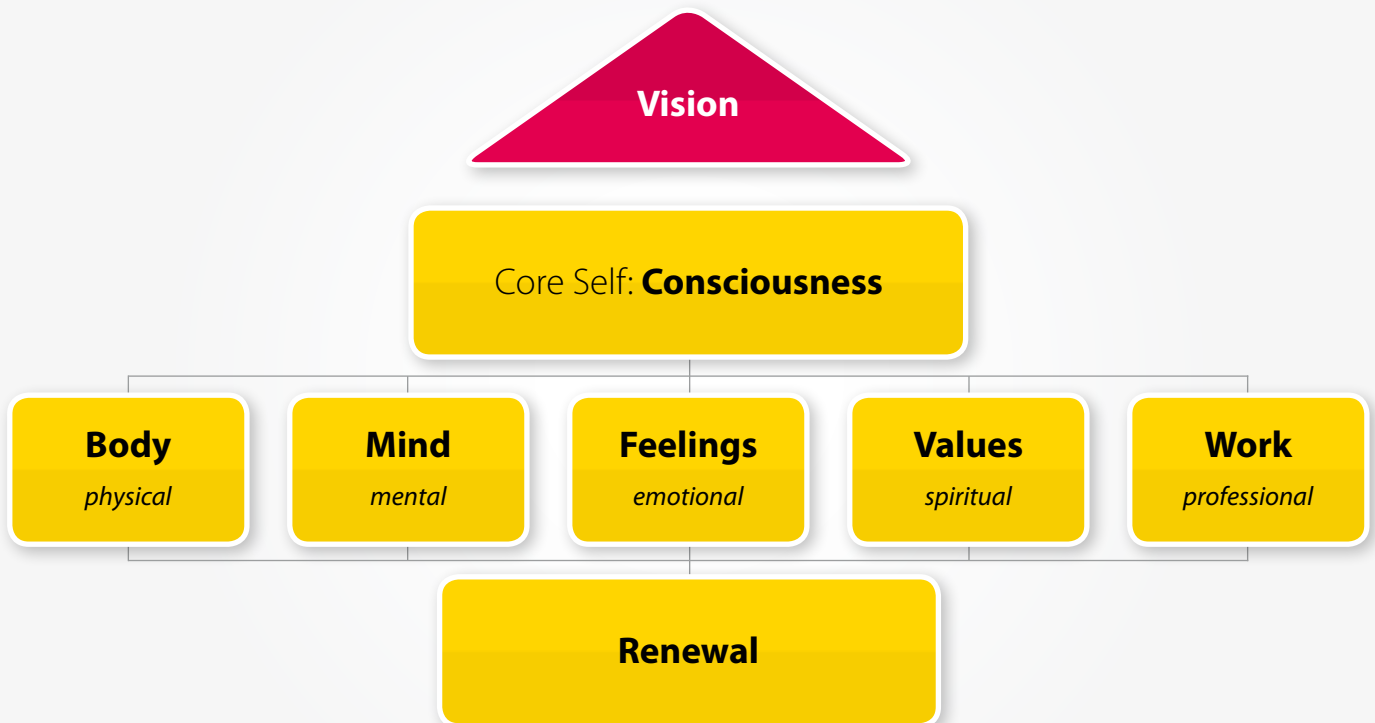 Vision
Core Self: Consciousness
Body
physical
Mind
mental
Feelings
emotional
Values
spiritual
Work
professional
Renewal